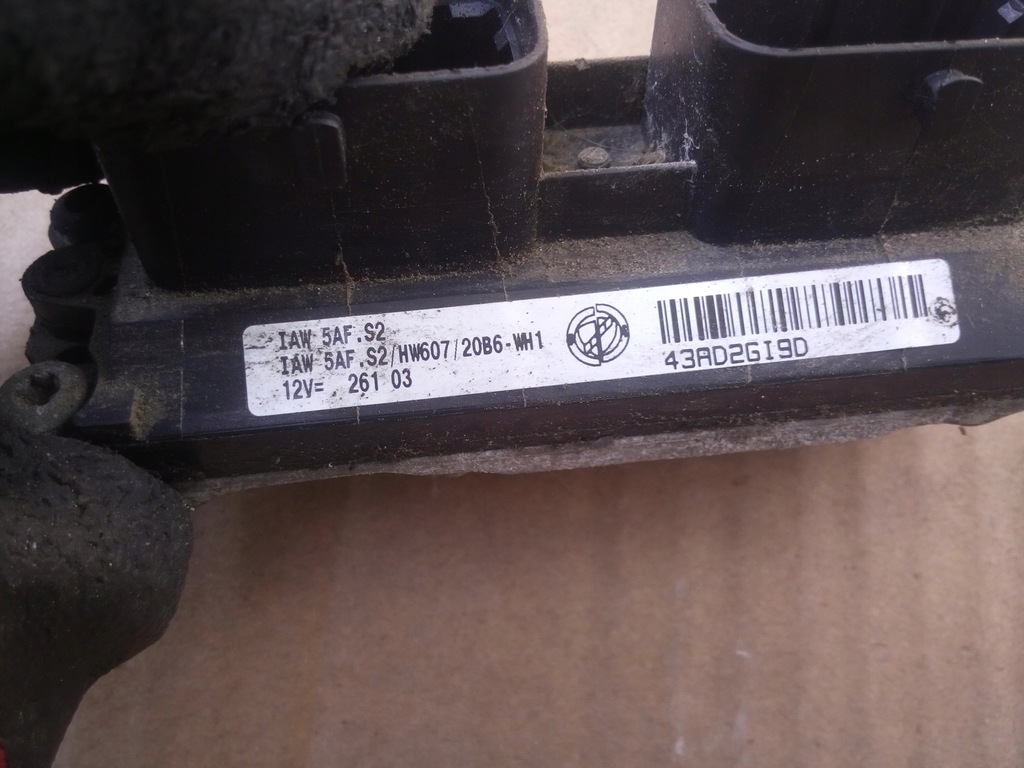 IAW 5AF.S2
IAW 5AF.S2/HW607/20B6-WH1
12V= 261 03
43AD2GI9D